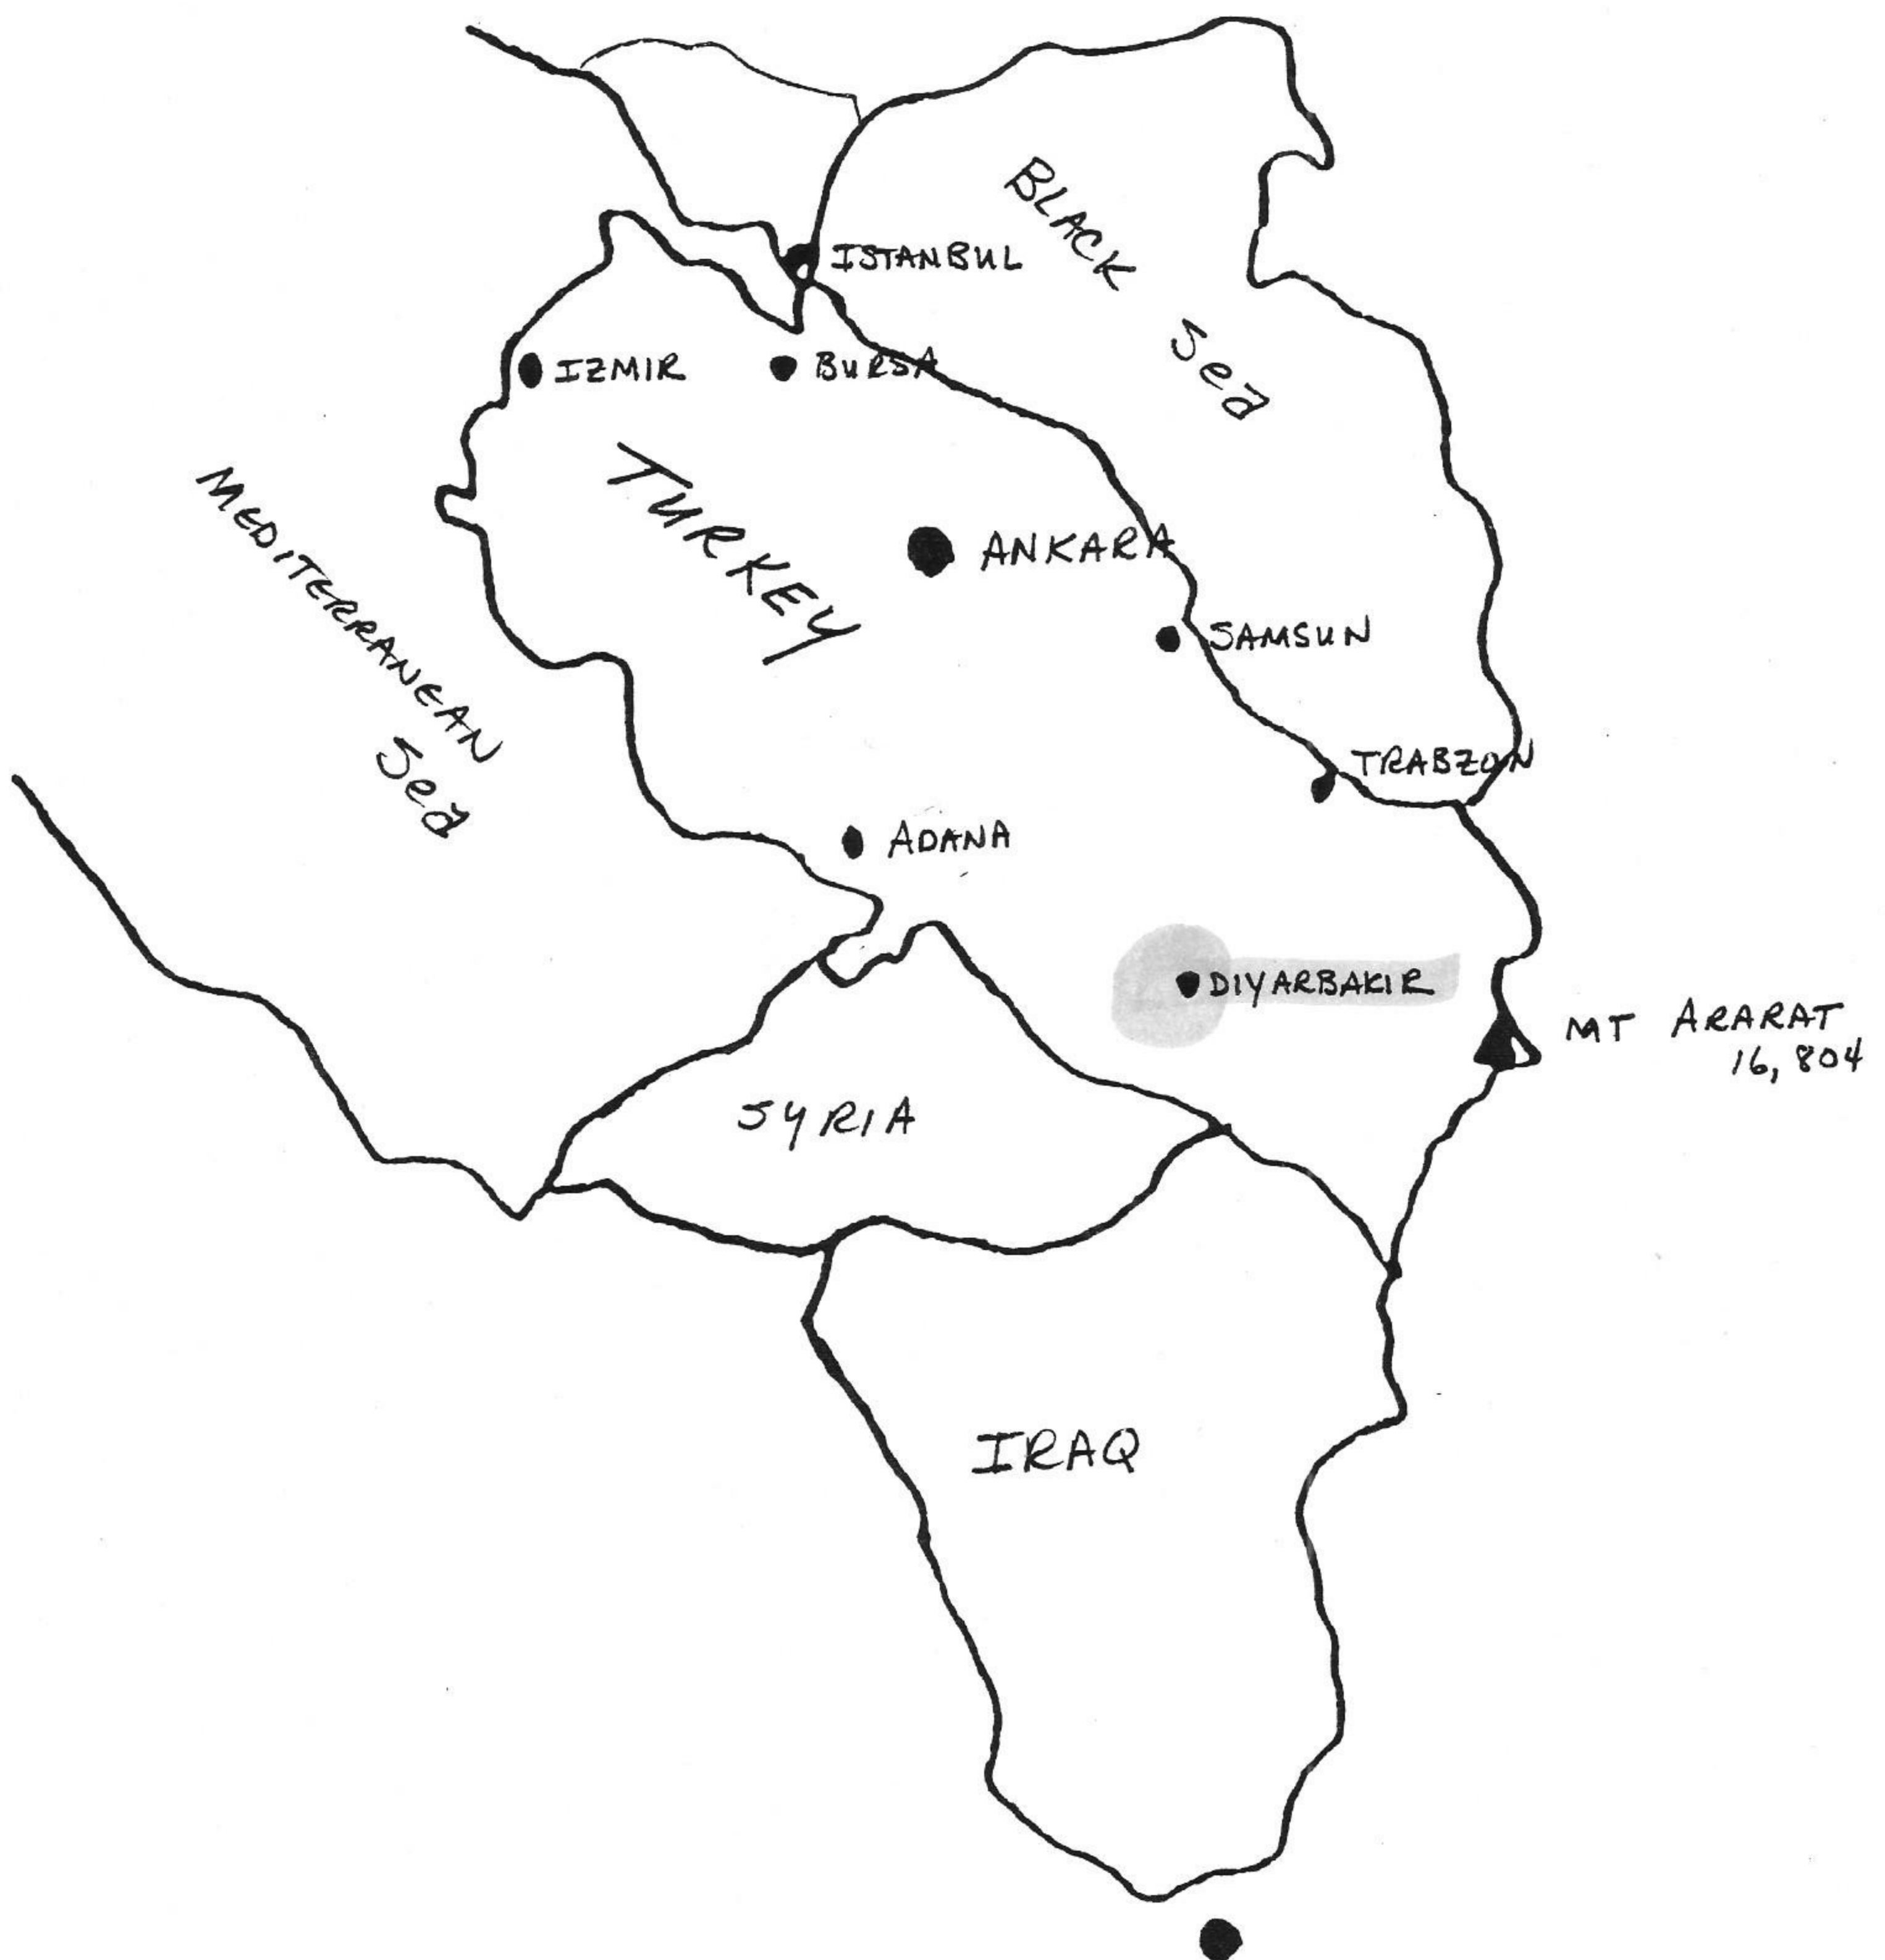 BLACK
Sea
ISTANBUL
IZMIR
BURSA
TURKEY
MEDITERRANEAN
Sea
ANKARA
SAMSUN
TRABZON
ADANA
DIYARBAKIR
MT ARARAT
16,804
SYRIA
IRAQ